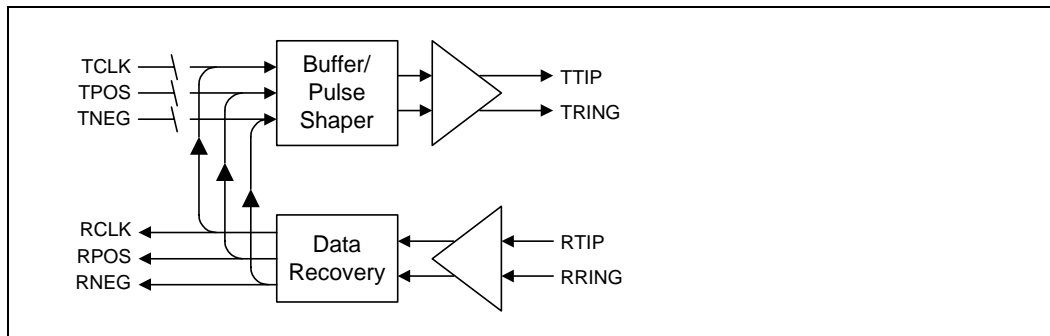 TCLK
TPOS
TNEG
Buffer/
Pulse
Shaper
TTIP
TRING
RCLK
RPOS
RNEG
Data
Recovery
RTIP
RRING